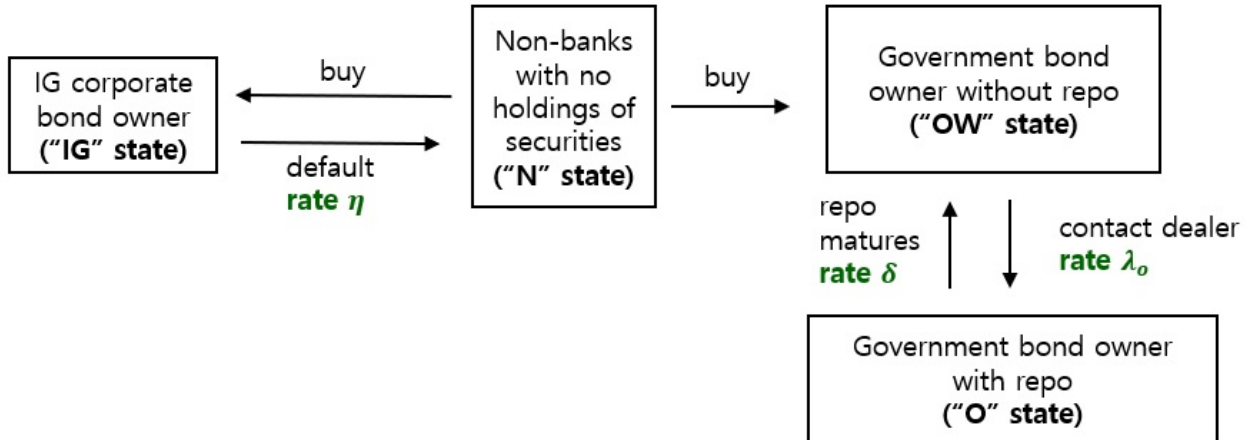 IG corporate
bond owner
("IG" state)
buy
default
rate η
Non-banks
with no
holdings of
securities
("N" state)
buy
Government bond
owner without repo
("OW" state)
repo
matures
rate δ
contact dealer
rate λₒ
Government bond owner
with repo
("O" state)